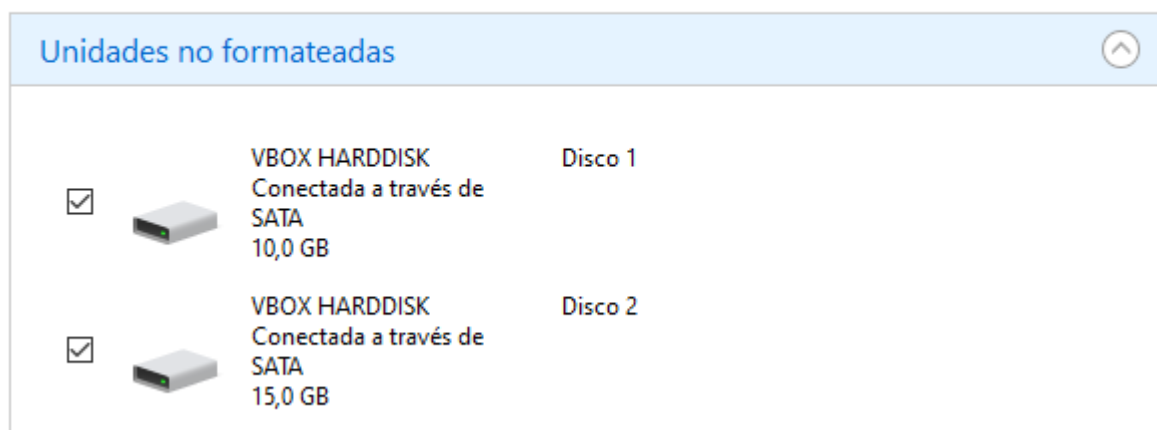 Unidades no formateadas
VBOX HARDDISK Disco 1
Conectada a través de
SATA
10,0 GB
VBOX HARDDISK Disco 2
Conectada a través de
SATA
15,0 GB